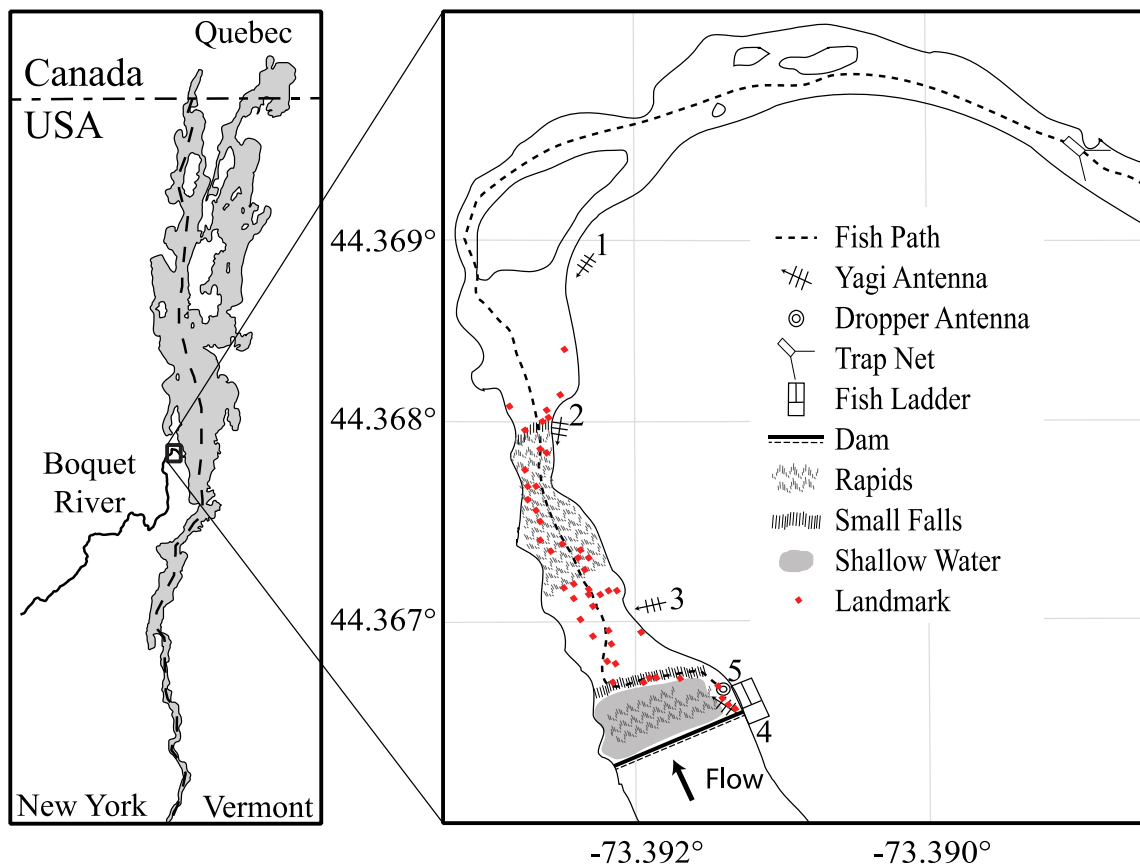 Quebec
Canada
USA
Boquet
River
New York
Vermont
44.369°
44.368°
44.367°
1
2
3
5
4
Flow
Fish Path
Yagi Antenna
Dropper Antenna
Trap Net
Fish Ladder
Dam
Rapids
Small Falls
Shallow Water
Landmark
-73.392°
-73.390°